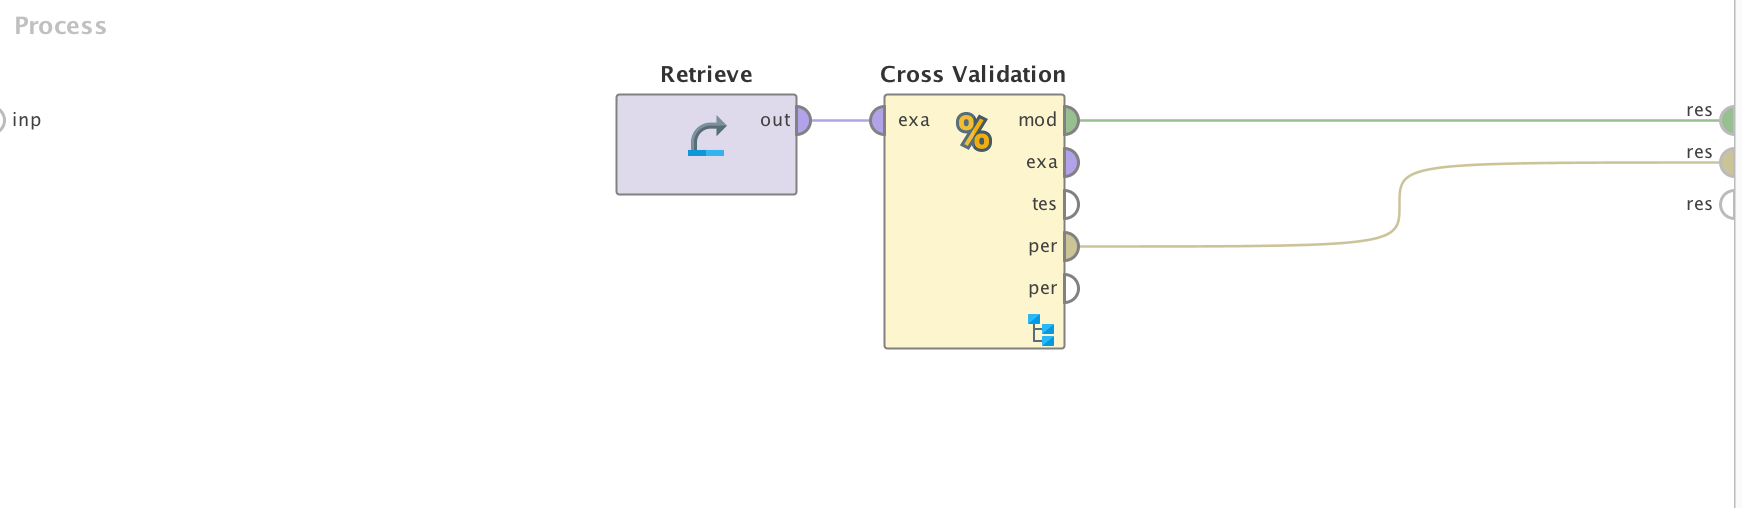 Process
inp
Retrieve
out
Cross Validation
exa
mod
exa
tes
per
per
res
res
res